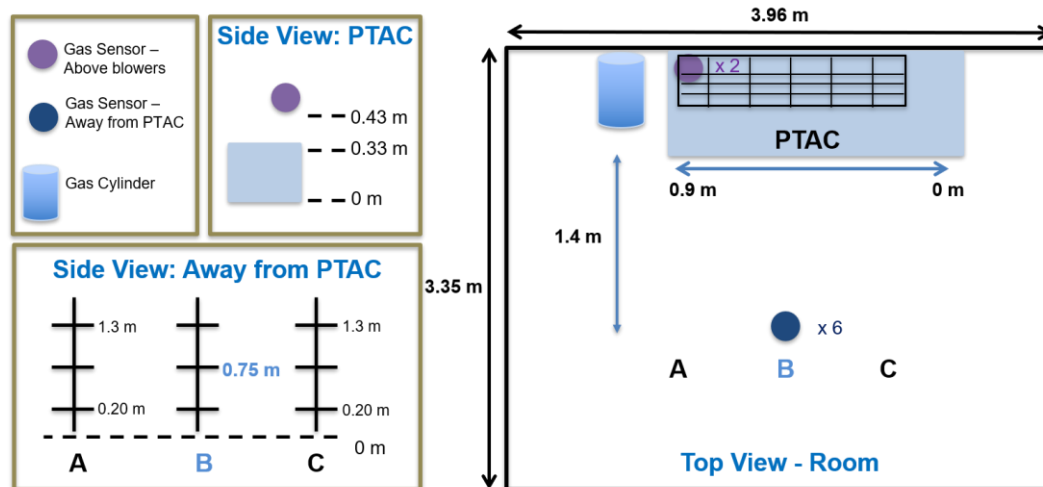 Gas Sensor –
Above blowers
Gas Sensor –
Away from PTAC
Gas Cylinder
Side View: PTAC
0.43 m
0.33 m
0 m
Side View: Away from PTAC
1.3 m
1.3 m
0.75 m
0.20 m
0.20 m
0 m
A
B
C
3.96 m
x 2
PTAC
0.9 m
0 m
1.4 m
3.35 m
x 6
A
B
C
Top View - Room